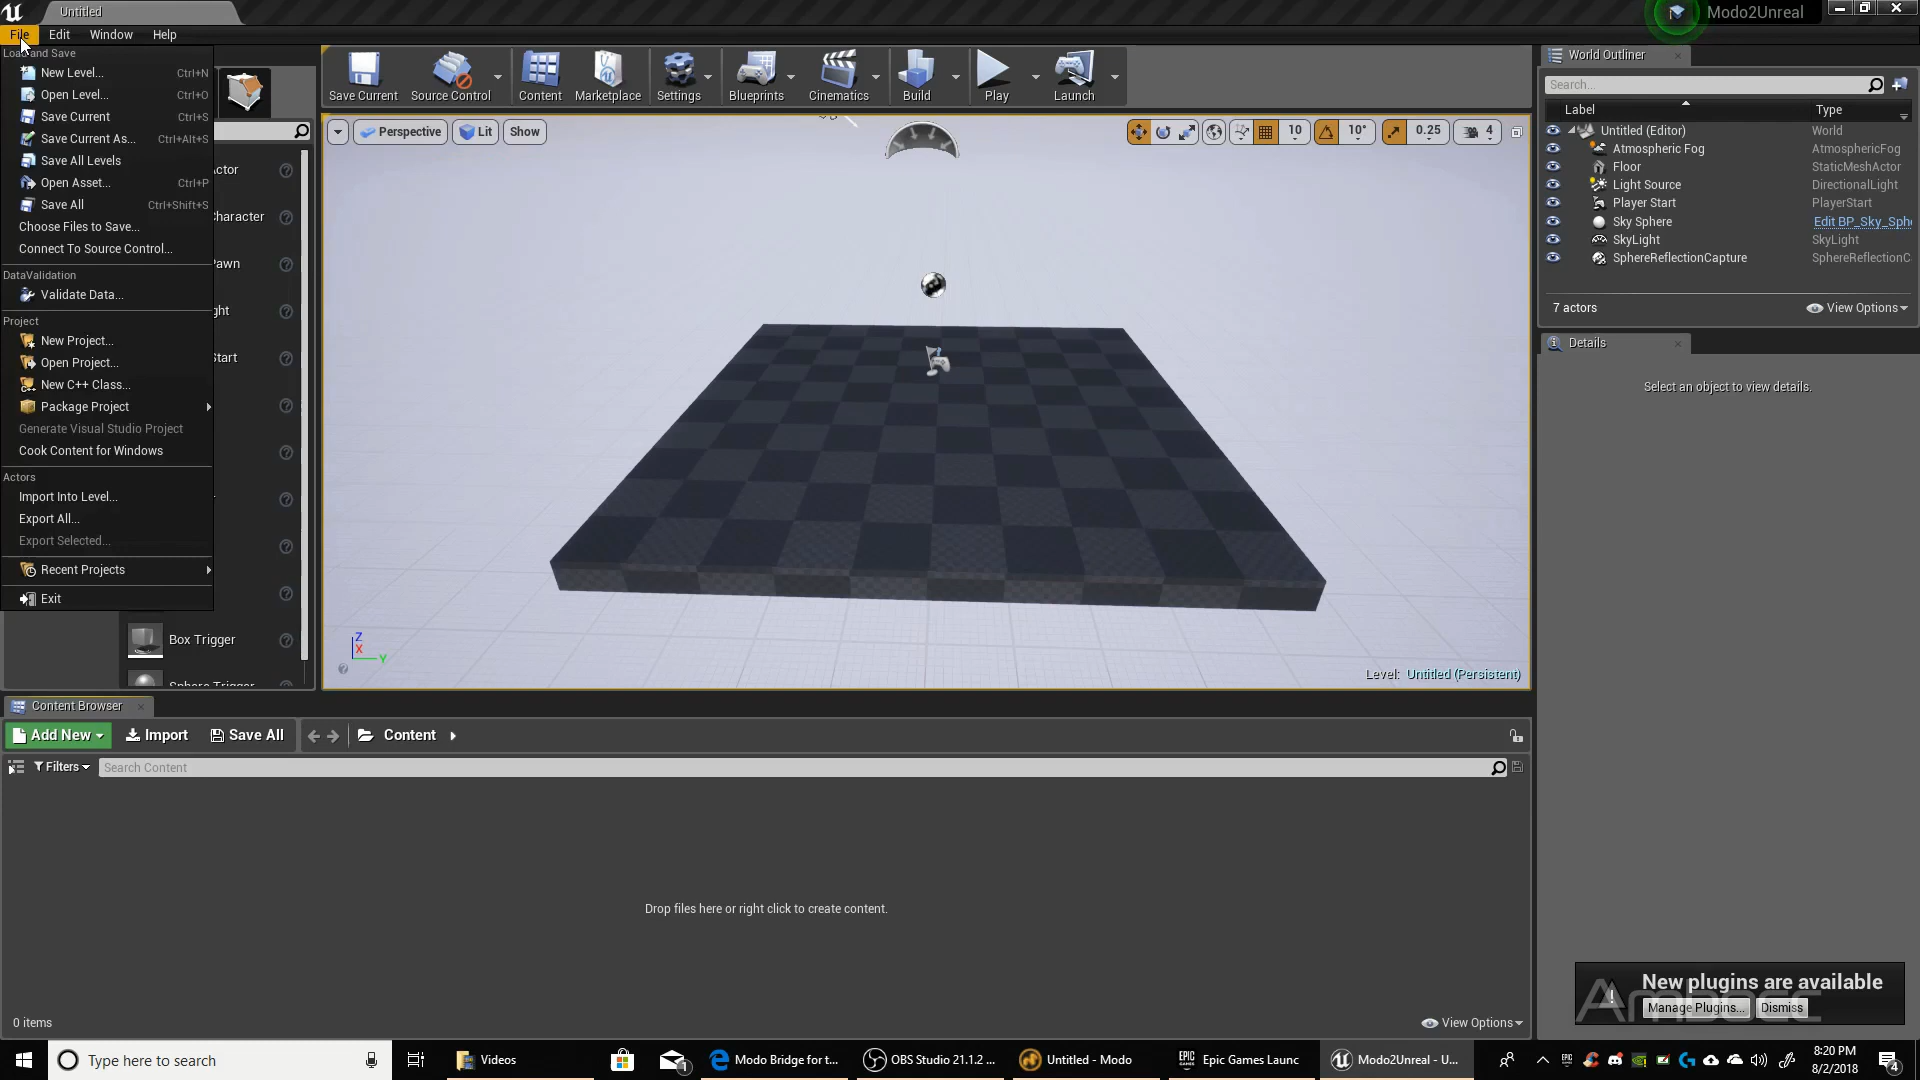 Untitled
Modo2Unreal
File Edit Window Help
Load and Save
New Level... Ctrl+N
Open Level... Ctrl+O
Save Current Ctrl+S
Save Current As... Ctrl+Alt+S
Save All Levels
Open Asset... Ctrl+P
Save All Ctrl+Shift+S
Choose Files to Save...
Connect To Source Control...
DataValidation
Validate Data...
Project
New Project...
Open Project...
New C++ Class...
Package Project
Generate Visual Studio Project
Cook Content for Windows
Actors
Import Into Level...
Export All...
Export Selected...
Recent Projects
Exit
Box Trigger
Sphere Trigger
Save Current Source Control Content Marketplace Settings Blueprints Cinematics Build Play Launch
Perspective Lit Show 10 10° 0.25 4
Z
X
Y
Level: Untitled (Persistent)
World Outliner
Search...
Label Type
Untitled (Editor) World
Atmospheric Fog AtmosphericFog
Floor StaticMeshActor
Light Source DirectionalLight
Player Start PlayerStart
Sky Sphere Edit BP_Sky_Sph
SkyLight SkyLight
SphereReflectionCapture SphereReflectionC
7 actors View Options
Details
Select an object to view details.
Content Browser
Add New Import Save All Content
Filters Search Content
Drop files here or right click to create content.
0 items View Options
New plugins are available
Manage Plugins... Dismiss
Type here to search
Videos
Modo Bridge for t...
OBS Studio 21.1.2 ...
Untitled - Modo
Epic Games Launc
Modo2Unreal - U...
8:20 PM
8/2/2018